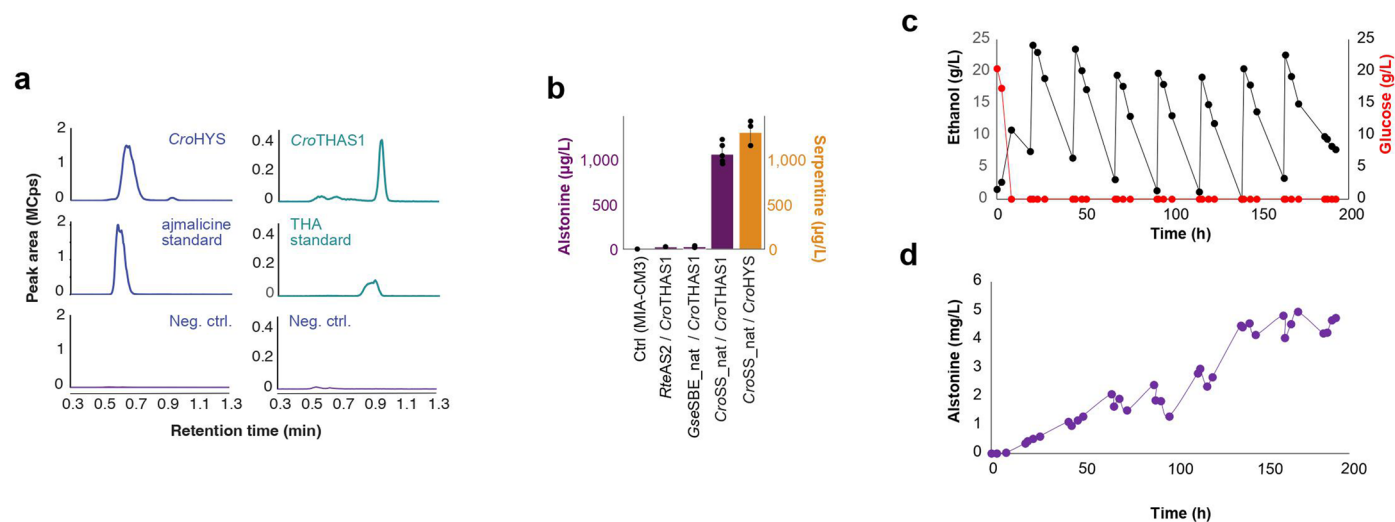 a
Peak area (MCps)
2
1
0
CroHYS
0.4
0.2
0
CroTHAS1
2
1
0
ajmalicine
standard
0.4
0.2
0
THA
standard
2
1
0
Neg. ctrl.
0.4
0.2
0
Neg. ctrl.
0.3 0.5 0.7 0.9 1.1 1.3
0.3 0.5 0.7 0.9 1.1 1.3
Retention time (min)
b
Alstonine (µg/L)
1,000
500
0
1,000
500
0
Serpentine (µg/L)
Ctrl (MIA-CM3)
RteAS2 / CroTHAS1
GseSBE_nat / CroTHAS1
CroSS_nat / CroTHAS1
CroSS_nat / CroHYS
c
Ethanol (g/L)
25
20
15
10
5
0
25
20
15
10
5
0
Glucose (g/L)
0 50 100 150 200
Time (h)
d
Alstonine (mg/L)
6
5
4
3
2
1
0
0 50 100 150 200
Time (h)